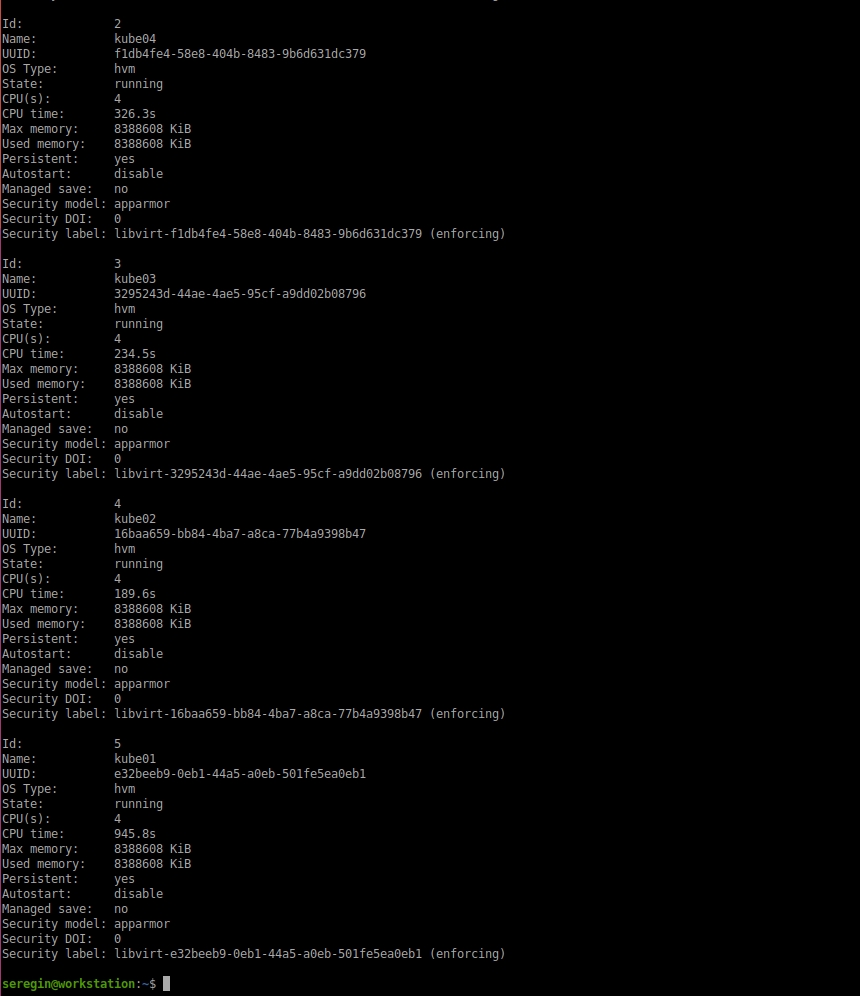 Id:             2
Name:           kube04
UUID:           f1db4fe4-58e8-404b-8483-9b6d631dc379
OS Type:        hvm
State:          running
CPU(s):         4
CPU time:       326.3s
Max memory:     8388608 KiB
Used memory:    8388608 KiB
Persistent:     yes
Autostart:      disable
Managed save:   no
Security model: apparmor
Security DOI:   0
Security label: libvirt-f1db4fe4-58e8-404b-8483-9b6d631dc379 (enforcing)

Id:             3
Name:           kube03
UUID:           3295243d-44ae-4ae5-95cf-a9dd02b08796
OS Type:        hvm
State:          running
CPU(s):         4
CPU time:       234.5s
Max memory:     8388608 KiB
Used memory:    8388608 KiB
Persistent:     yes
Autostart:      disable
Managed save:   no
Security model: apparmor
Security DOI:   0
Security label: libvirt-3295243d-44ae-4ae5-95cf-a9dd02b08796 (enforcing)

Id:             4
Name:           kube02
UUID:           16baa659-bb84-4ba7-a8ca-77b4a9398b47
OS Type:        hvm
State:          running
CPU(s):         4
CPU time:       189.6s
Max memory:     8388608 KiB
Used memory:    8388608 KiB
Persistent:     yes
Autostart:      disable
Managed save:   no
Security model: apparmor
Security DOI:   0
Security label: libvirt-16baa659-bb84-4ba7-a8ca-77b4a9398b47 (enforcing)

Id:             5
Name:           kube01
UUID:           e32beeb9-0eb1-44a5-a0eb-501fe5ea0eb1
OS Type:        hvm
State:          running
CPU(s):         4
CPU time:       945.8s
Max memory:     8388608 KiB
Used memory:    8388608 KiB
Persistent:     yes
Autostart:      disable
Managed save:   no
Security model: apparmor
Security DOI:   0
Security label: libvirt-e32beeb9-0eb1-44a5-a0eb-501fe5ea0eb1 (enforcing)

seregin@workstation:~$